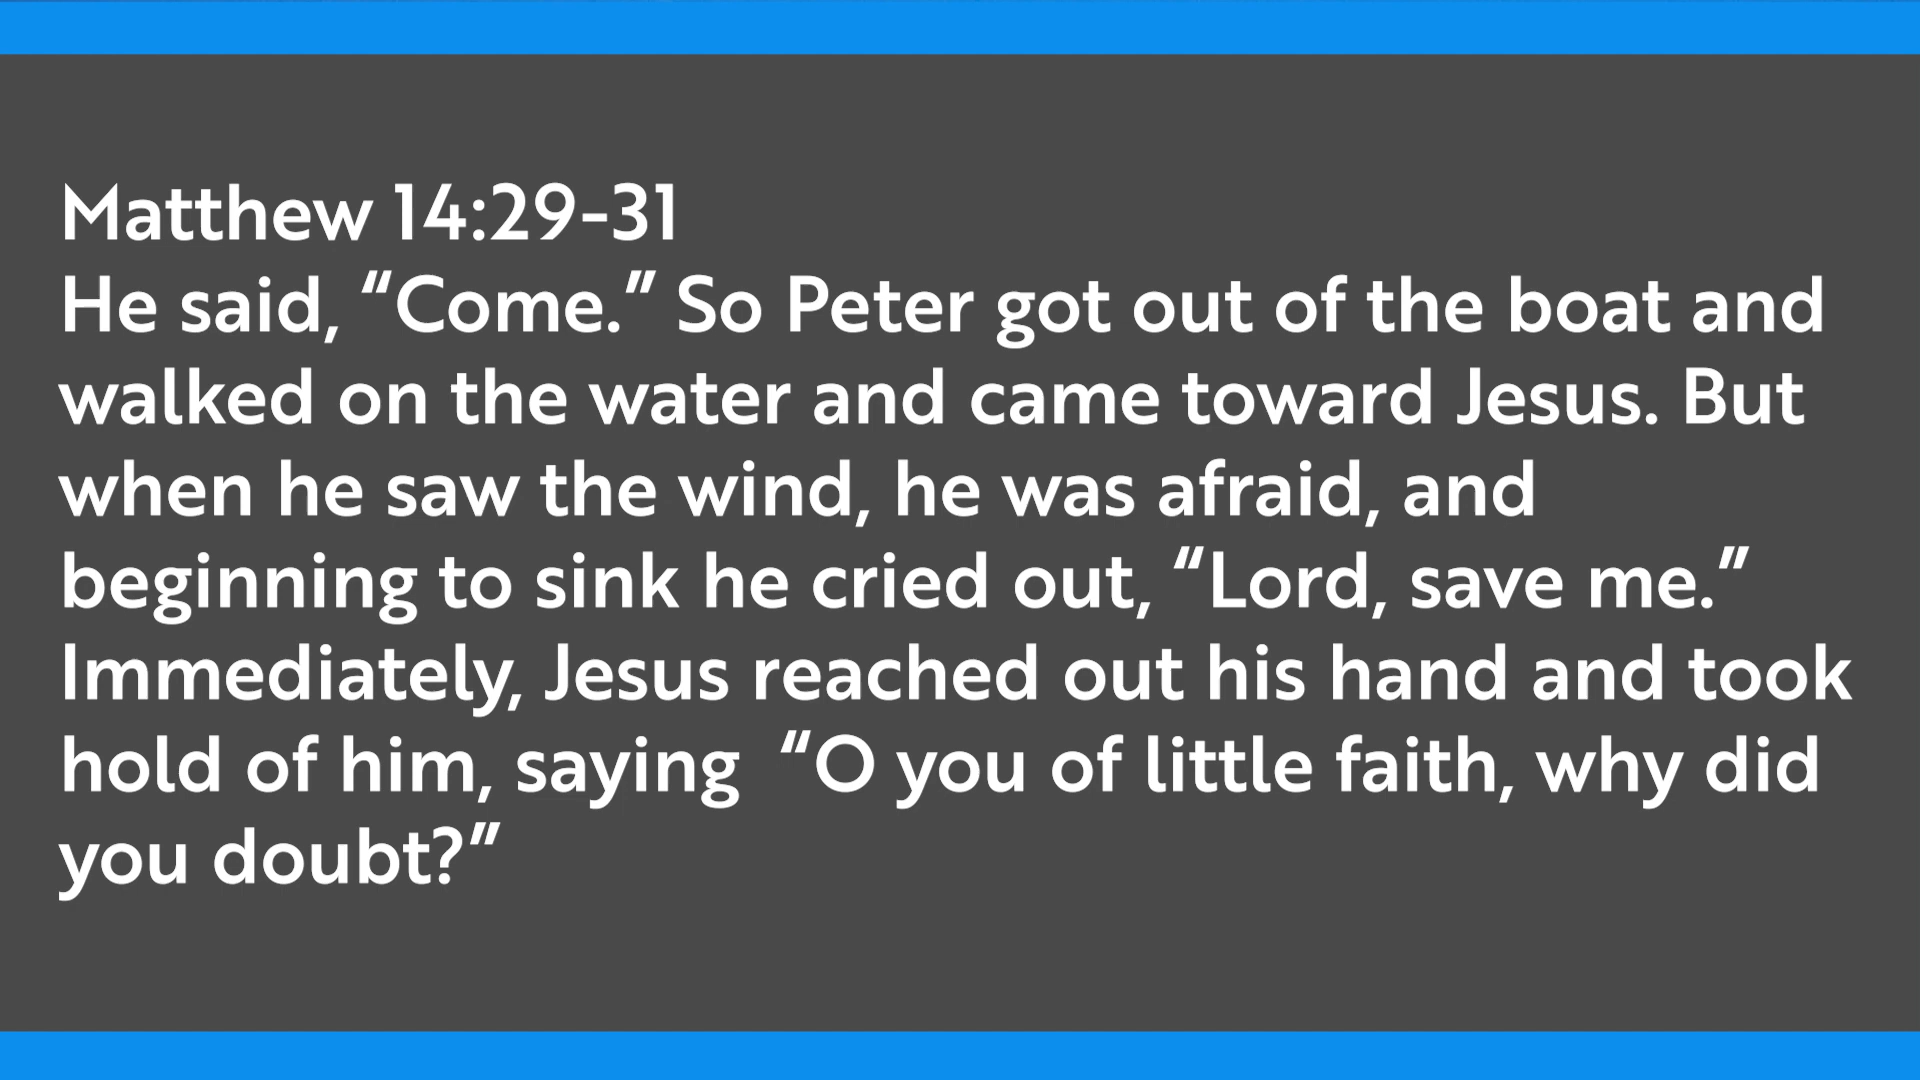 Matthew 14:29-31
He said, “Come.” So Peter got out of the boat and
walked on the water and came toward Jesus. But
when he saw the wind, he was afraid, and
beginning to sink he cried out, “Lord, save me.”
Immediately, Jesus reached out his hand and took
hold of him, saying  “O you of little faith, why did
you doubt?”